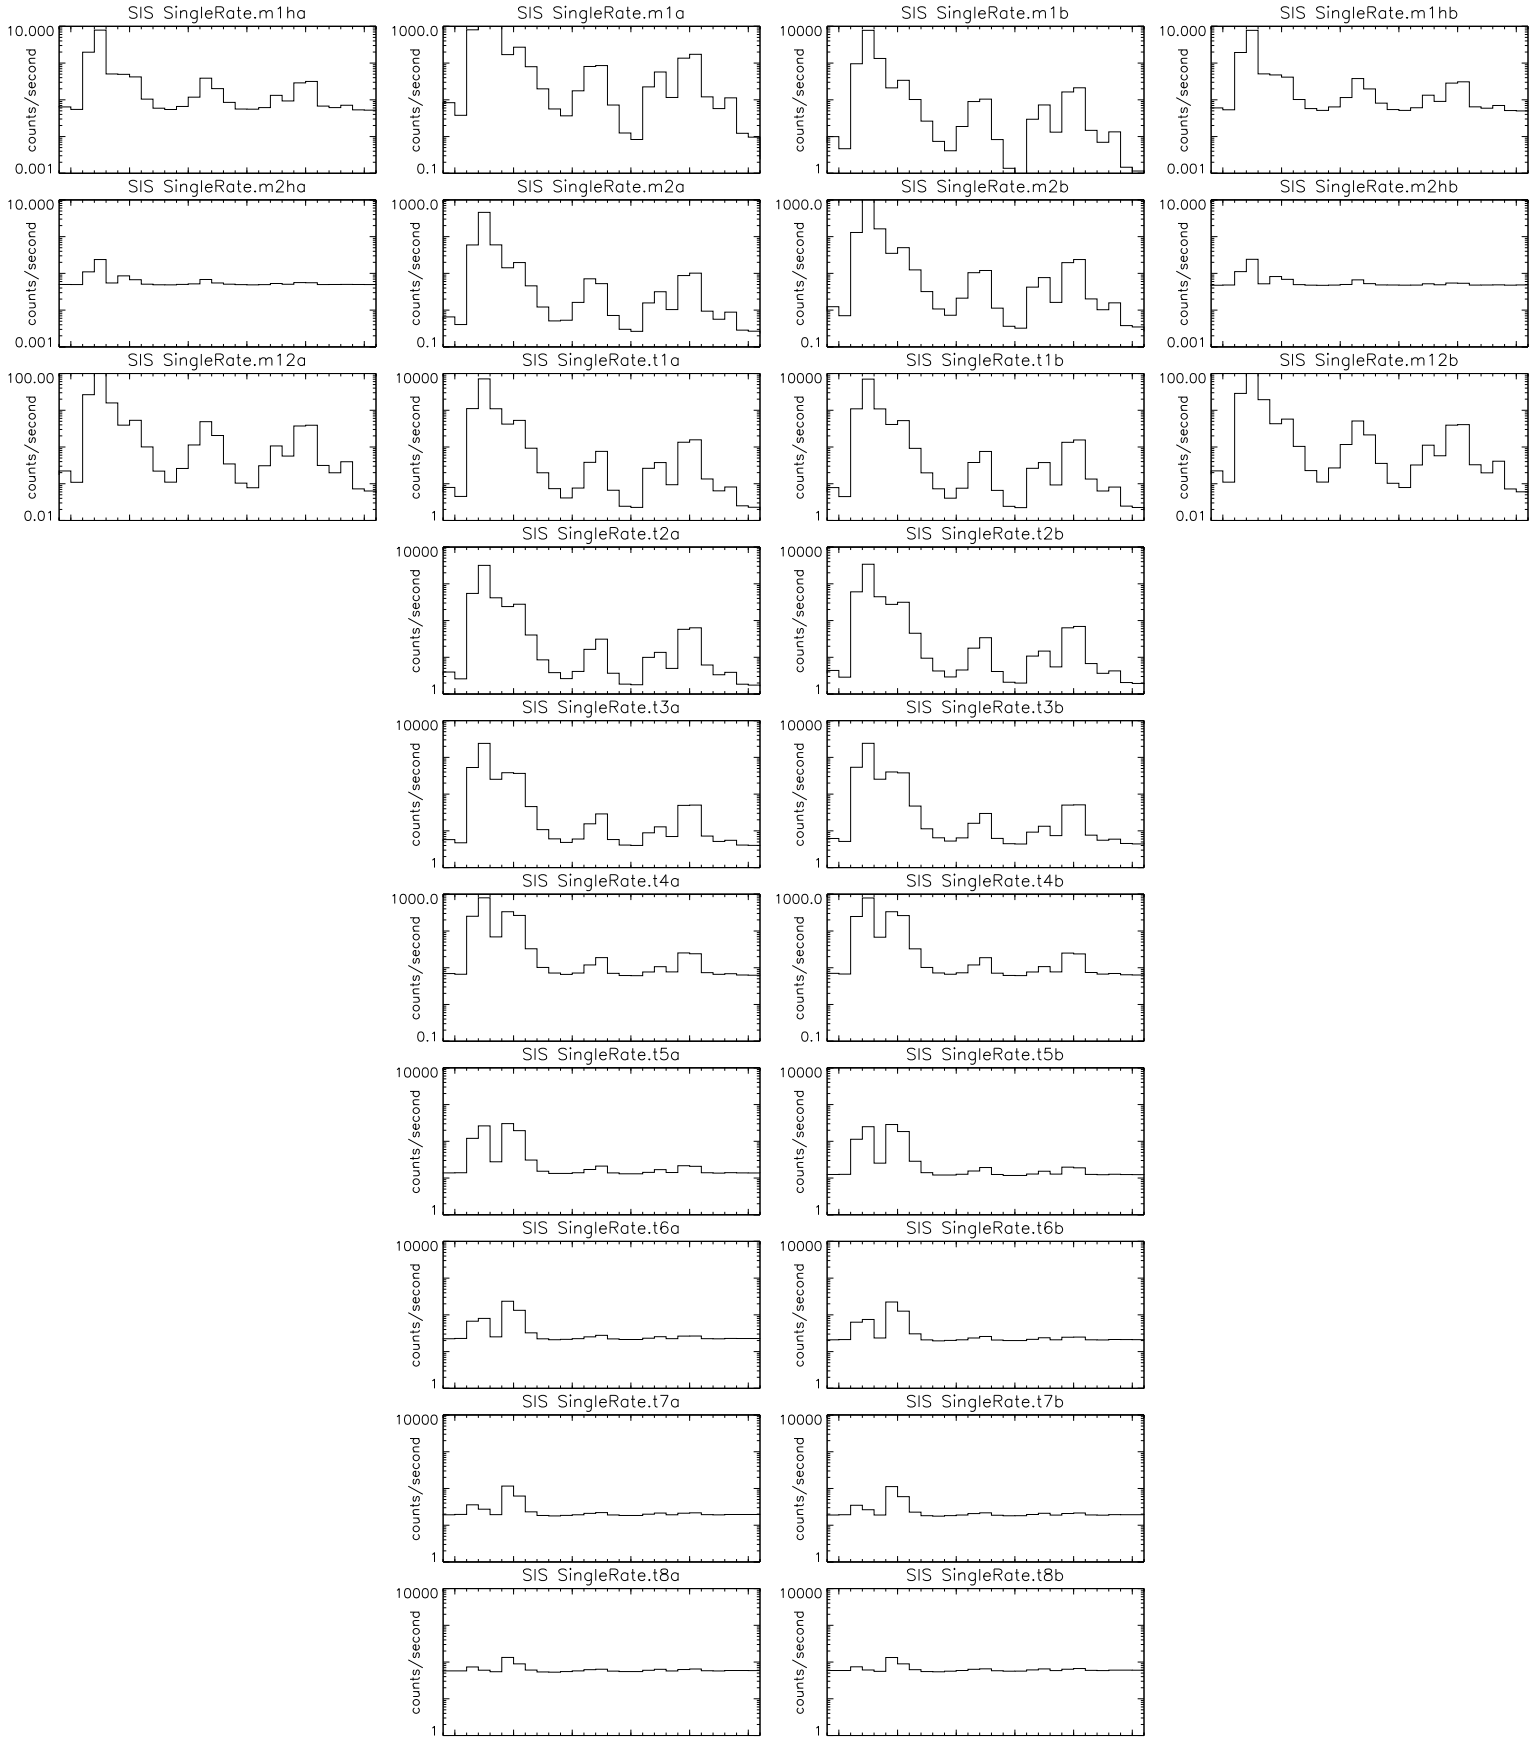 SIS SingleRate.m1ha
10.000
counts/second
0.001
SIS SingleRate.m1a
1000.0
counts/second
0.1
SIS SingleRate.m1b
10000
counts/second
1
SIS SingleRate.m1hb
10.000
counts/second
0.001
SIS SingleRate.m2ha
10.000
counts/second
0.001
SIS SingleRate.m2a
1000.0
counts/second
0.1
SIS SingleRate.m2b
1000.0
counts/second
0.1
SIS SingleRate.m2hb
10.000
counts/second
0.001
SIS SingleRate.m12a
100.00
counts/second
0.01
SIS SingleRate.t1a
10000
counts/second
1
SIS SingleRate.t1b
10000
counts/second
1
SIS SingleRate.m12b
100.00
counts/second
0.01
SIS SingleRate.t2a
10000
counts/second
1
SIS SingleRate.t2b
10000
counts/second
1
SIS SingleRate.t3a
10000
counts/second
1
SIS SingleRate.t3b
10000
counts/second
1
SIS SingleRate.t4a
1000.0
counts/second
0.1
SIS SingleRate.t4b
1000.0
counts/second
0.1
SIS SingleRate.t5a
10000
counts/second
1
SIS SingleRate.t5b
10000
counts/second
1
SIS SingleRate.t6a
10000
counts/second
1
SIS SingleRate.t6b
10000
counts/second
1
SIS SingleRate.t7a
10000
counts/second
1
SIS SingleRate.t7b
10000
counts/second
1
SIS SingleRate.t8a
10000
counts/second
1
SIS SingleRate.t8b
10000
counts/second
1